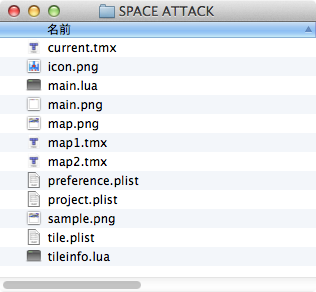 SPACE ATTACK
名前
current.tmx
icon.png
main.lua
main.png
map.png
map1.tmx
map2.tmx
preference.plist
project.plist
sample.png
tile.plist
tileinfo.lua